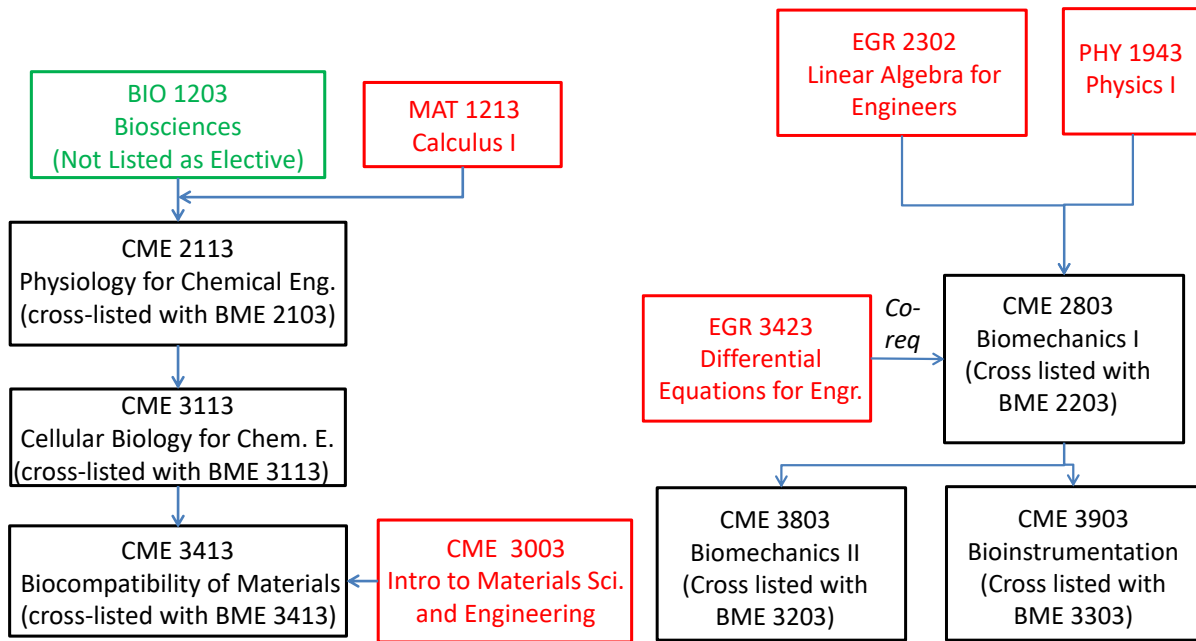 BIO 1203
Biosciences
(Not Listed as Elective)
MAT 1213
Calculus I
CME 2113
Physiology for Chemical Eng.
(cross-listed with BME 2103)
CME 3113
Cellular Biology for Chem. E.
(cross-listed with BME 3113)
CME 3413
Biocompatibility of Materials
(cross-listed with BME 3413)
CME 3003
Intro to Materials Sci.
and Engineering
EGR 2302
Linear Algebra for
Engineers
PHY 1943
Physics I
EGR 3423
Differential
Equations for Engr.
Co-
req
CME 2803
Biomechanics I
(Cross listed with
BME 2203)
CME 3803
Biomechanics II
(Cross listed with
BME 3203)
CME 3903
Bioinstrumentation
(Cross listed with
BME 3303)